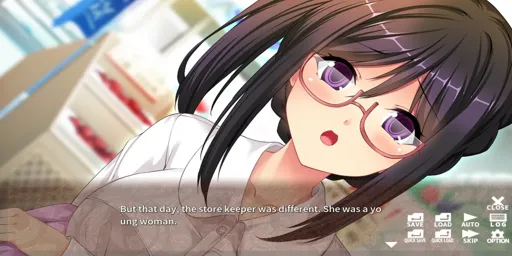 But that day, the store keeper was different. She was a yo
ung woman.
CLOSE
SAVE LOAD AUTO LOG
QUICK SAVE QUICK LOAD SKIP OPTION